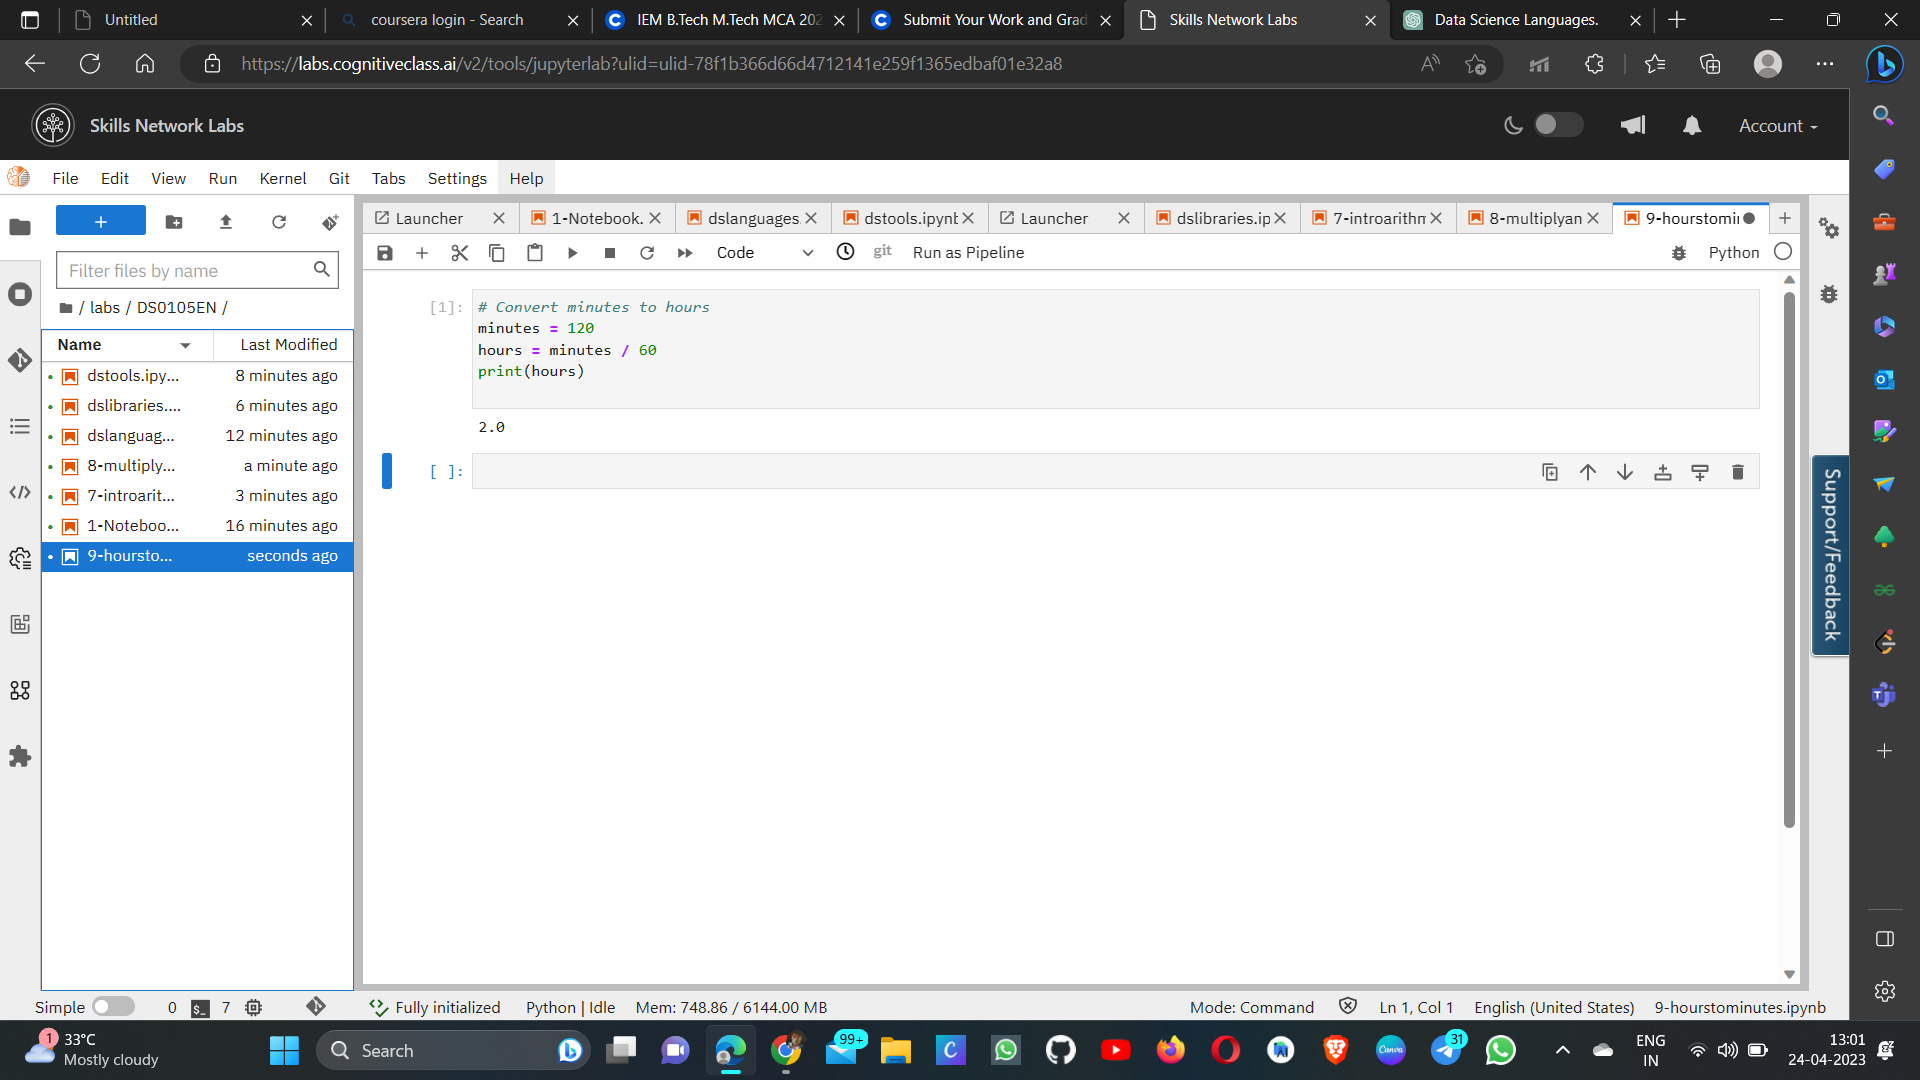 Untitled
coursera login - Search
IEM B.Tech M.Tech MCA 202
Submit Your Work and Grad
Skills Network Labs
Data Science Languages.
https://labs.cognitiveclass.ai/v2/tools/jupyterlab?ulid=ulid-78f1b366d66d4712141e259f1365edbaf01e32a8
Skills Network Labs
Account
File Edit View Run Kernel Git Tabs Settings Help
Launcher
1-Notebook.
dslanguages.
dstools.ipynb
Launcher
dslibraries.ip
7-introarithm
8-multiplyan
9-hourstomin
Code
git
Run as Pipeline
Python
Filter files by name
/ labs / DS0105EN /
Name Last Modified
dstools.ipy... 8 minutes ago
dslibraries.... 6 minutes ago
dslanguag... 12 minutes ago
8-multiply... a minute ago
7-introarit... 3 minutes ago
1-Noteboo... 16 minutes ago
9-hoursto... seconds ago
[1]:
# Convert minutes to hours
minutes = 120
hours = minutes / 60
print(hours)
2.0
[ ]:
Support/Feedback
Simple 0 $_ 7 Fully initialized Python | Idle Mem: 748.86 / 6144.00 MB Mode: Command Ln 1, Col 1 English (United States) 9-hourstominutes.ipynb
1
33°C
Mostly cloudy
Search
99+
C
Canva
31
ENG
IN
13:01
24-04-2023